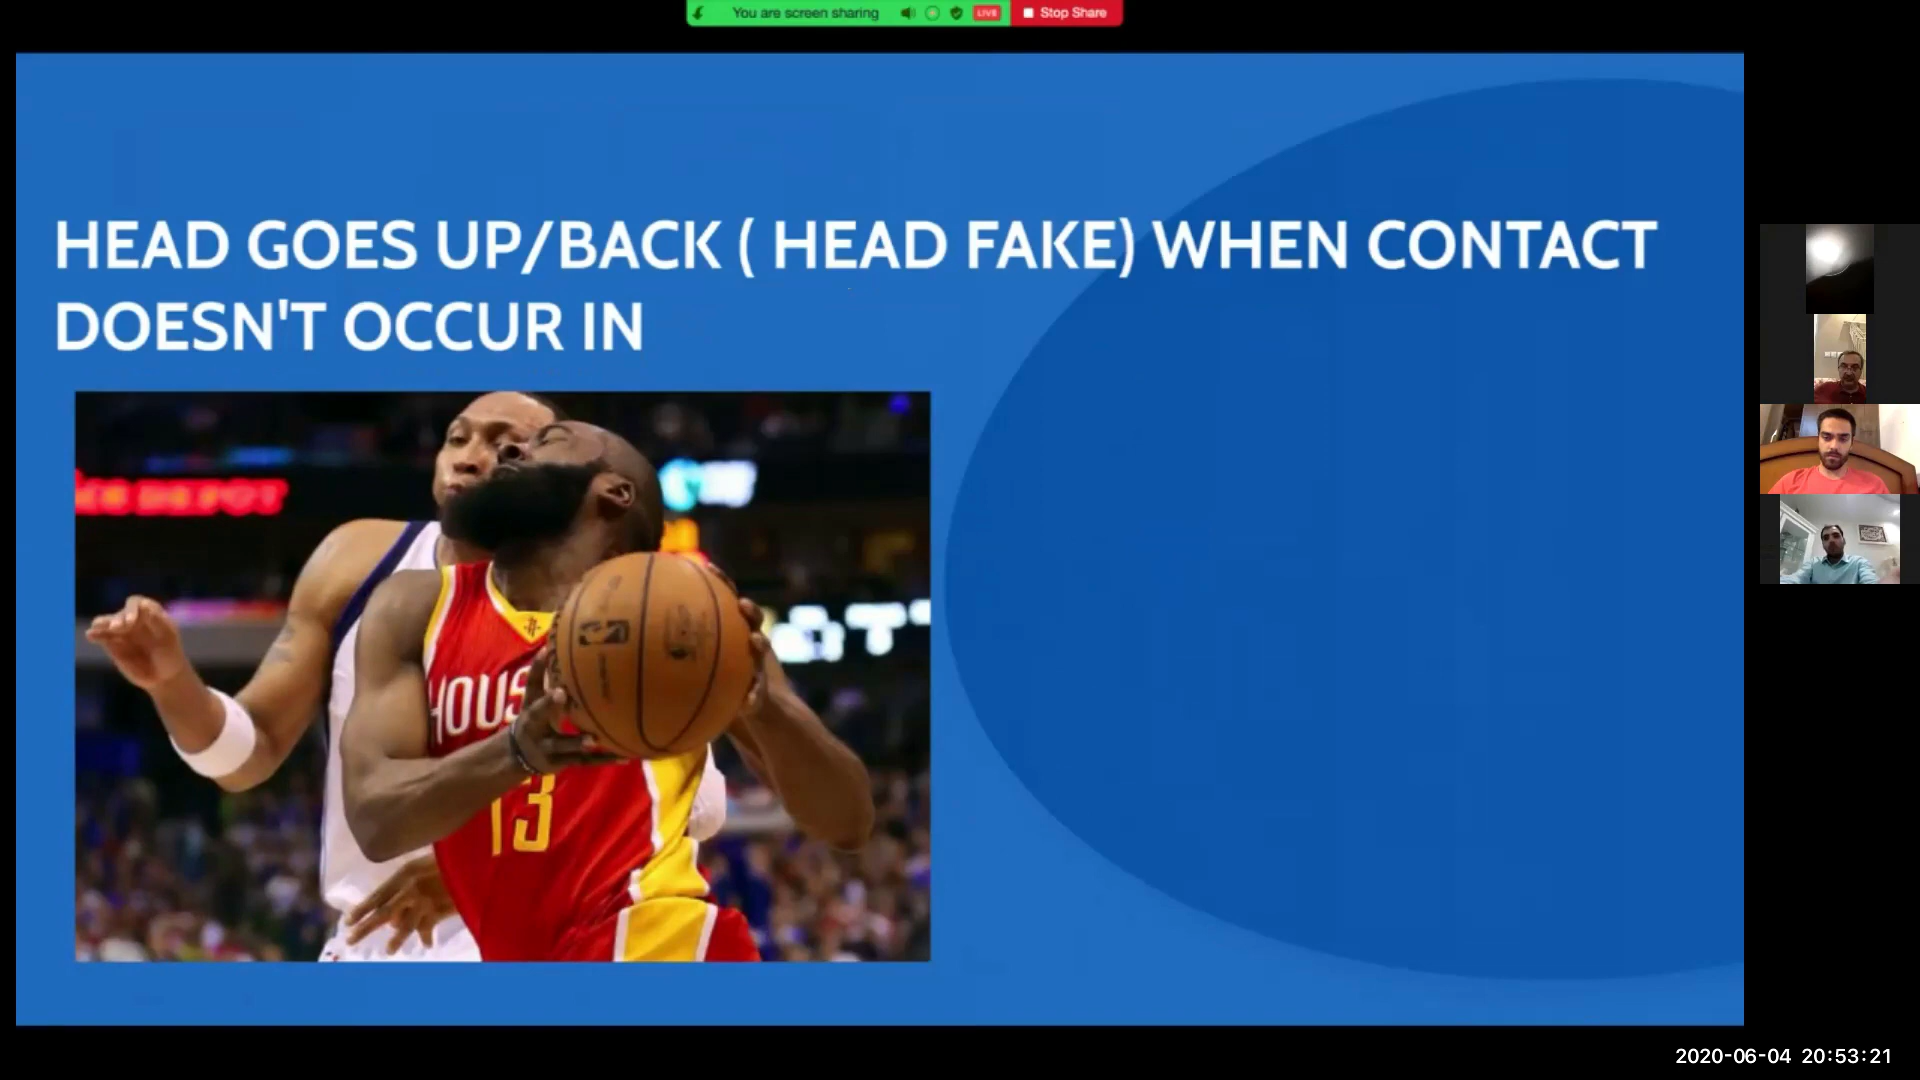 You are screen sharing LIVE Stop Share
HEAD GOES UP/BACK ( HEAD FAKE) WHEN CONTACT
DOESN'T OCCUR IN
DEPOT
HOUS
13
2020-06-04 20:53:21